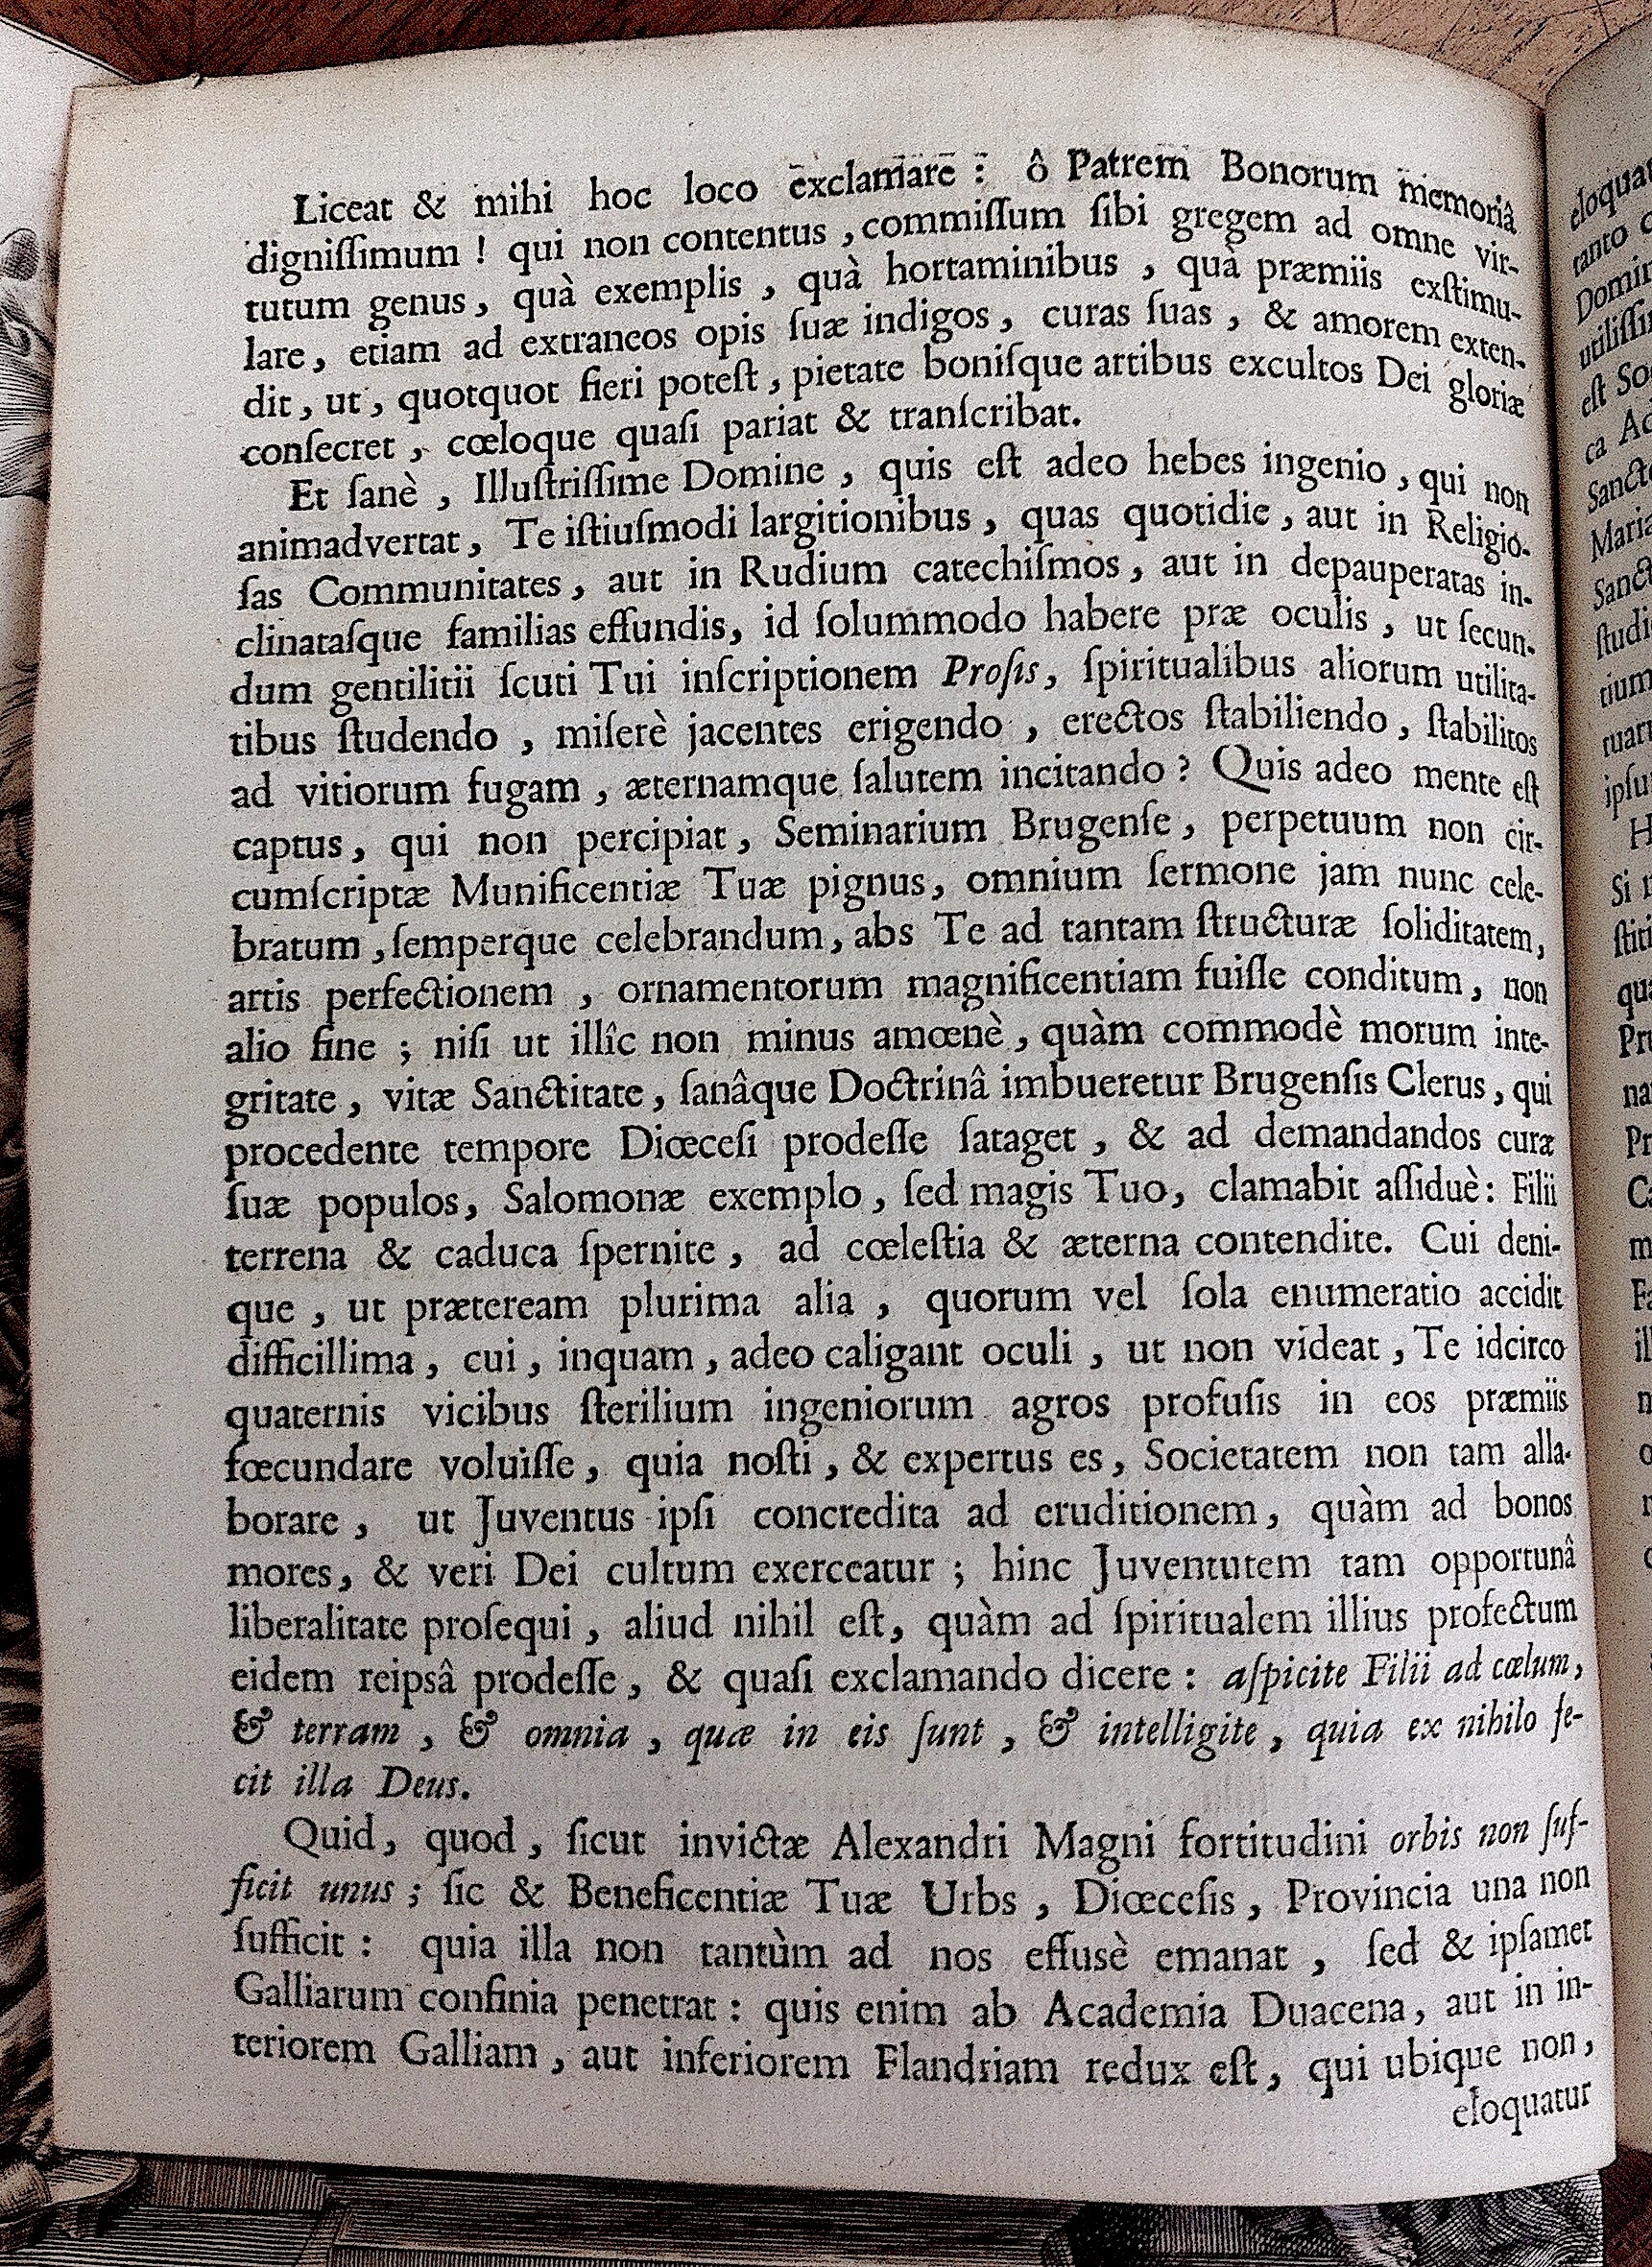 Liceat & mihi hoc loco exclamare : ô Patrem Bonorum memoriâ
digniſſimum ! qui non contentus , commiſſum ſibi gregem ad omne vir-
tutum genus, quà exemplis , quà hortaminibus , quà præmiis exſtimu-
lare, etiam ad extraneos opis ſuæ indigos, curas ſuas , & amorem exten-
dit, ut, quotquot fieri poteſt, pietate boniſque artibus excultos Dei gloriæ
conſecret, cœloque quaſi pariat & tranſcribat.
Et ſanè , Illuſtriſſime Domine, quis eſt adeo hebes ingenio, qui non
animadvertat, Te iſtiuſmodi largitionibus, quas quotidie, aut in Religio-
ſas Communitates, aut in Rudium catechiſmos, aut in depauperatas in-
clinataſque familias effundis, id ſolummodo habere præ oculis , ut ſecun-
dum gentilitii ſcuti Tui inſcriptionem Proſis, ſpiritualibus aliorum utilita-
tibus ſtudendo , miſerè jacentes erigendo , erectos ſtabiliendo, ſtabilitos
ad vitiorum fugam , æternamque ſalutem incitando? Quis adeo mente eſt
captus, qui non percipiat, Seminarium Brugenſe, perpetuum non cir-
cumſcriptæ Munificentiæ Tuæ pignus, omnium ſermone jam nunc cele-
bratum, ſemperque celebrandum, abs Te ad tantam ſtructuræ ſoliditatem,
artis perfectionem , ornamentorum magnificentiam fuiſſe conditum, non
alio fine ; niſi ut illîc non minus amœnè, quàm commodè morum inte-
gritate, vitæ Sanctitate, ſanâque Doctrinâ imbueretur Brugenſis Clerus, qui
procedente tempore Diœceſi prodeſſe ſataget , & ad demandandos curæ
ſuæ populos, Salomonæ exemplo, ſed magis Tuo, clamabit aſſiduè: Filii
terrena & caduca ſpernite, ad cœleſtia & æterna contendite. Cui deni-
que , ut præteream plurima alia , quorum vel ſola enumeratio accidit
difficillima, cui, inquam, adeo caligant oculi , ut non videat, Te idcirco
quaternis vicibus ſterilium ingeniorum agros profuſis in eos præmiis
fœcundare voluiſſe, quia noſti, & expertus es, Societatem non tam alla-
borare, ut Juventus ipſi concredita ad eruditionem, quàm ad bonos
mores, & veri Dei cultum exerceatur ; hinc Juventutem tam opportunâ
liberalitate proſequi, aliud nihil eſt, quàm ad ſpiritualem illius profectum
eidem reipsâ prodeſſe, & quaſi exclamando dicere: aſpicite Filii ad cœlum,
& terram , & omnia , quæ in eis ſunt , & intelligite, quia ex nihilo fe-
cit illa Deus.
Quid, quod, ſicut invictæ Alexandri Magni fortitudini orbis non ſuf-
ficit unus; ſic & Beneficentiæ Tuæ Urbs , Diœceſis, Provincia una non
ſufficit: quia illa non tantùm ad nos effusè emanat , ſed & ipſamet
Galliarum confinia penetrat: quis enim ab Academia Duacena, aut in in-
teriorem Galliam, aut inferiorem Flandriam redux eſt, qui ubique non,
eloquatur
eloquat
tanto
Domin
utiliſſi
eſt So
ca Ad
Sancto
Maria
Sanct
ſtudi
tium
ipſu
H
Si
qua